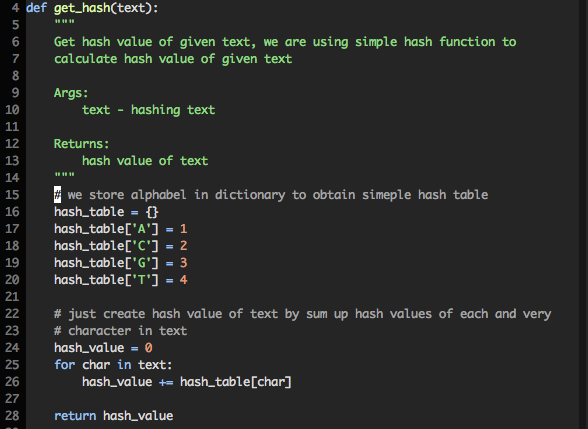 4 def get_hash(text):
5     """
6     Get hash value of given text, we are using simple hash function to
7     calculate hash value of given text
8
9     Args:
10         text - hashing text
11
12     Returns:
13         hash value of text
14     """
15     # we store alphabel in dictionary to obtain simeple hash table
16     hash_table = {}
17     hash_table['A'] = 1
18     hash_table['C'] = 2
19     hash_table['G'] = 3
20     hash_table['T'] = 4
21
22     # just create hash value of text by sum up hash values of each and very
23     # character in text
24     hash_value = 0
25     for char in text:
26         hash_value += hash_table[char]
27
28     return hash_value